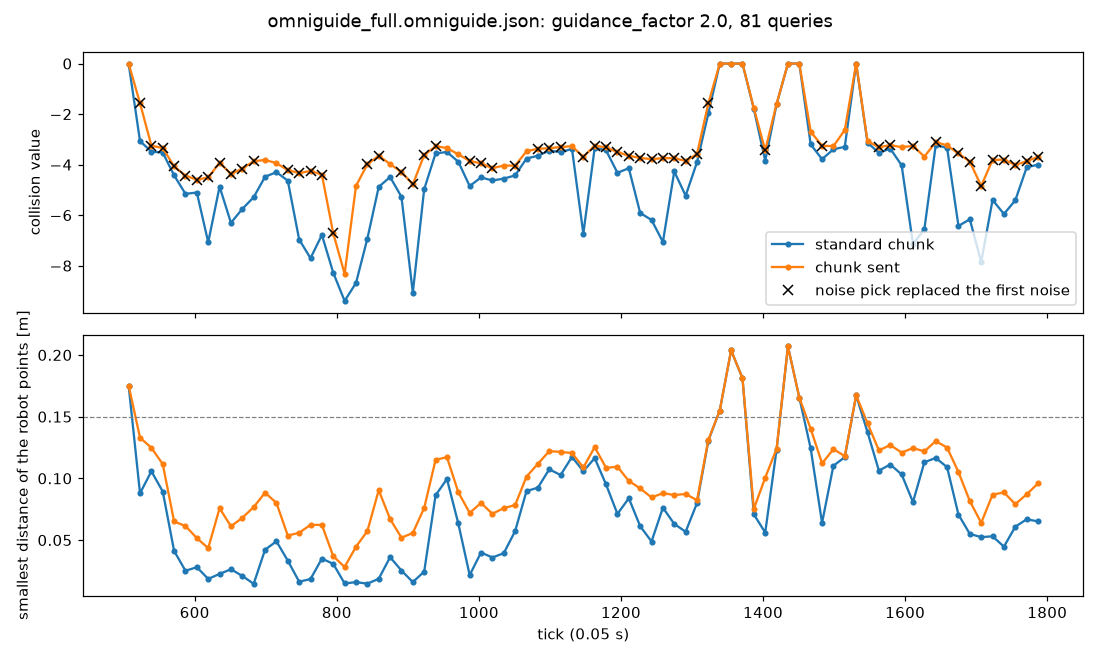 omniguide_full.omniguide.json: guidance_factor 2.0, 81 queries
collision value
0
−2
−4
−6
−8
standard chunk
chunk sent
noise pick replaced the first noise
smallest distance of the robot points [m]
0.20
0.15
0.10
0.05
600
800
1000
1200
1400
1600
1800
tick (0.05 s)